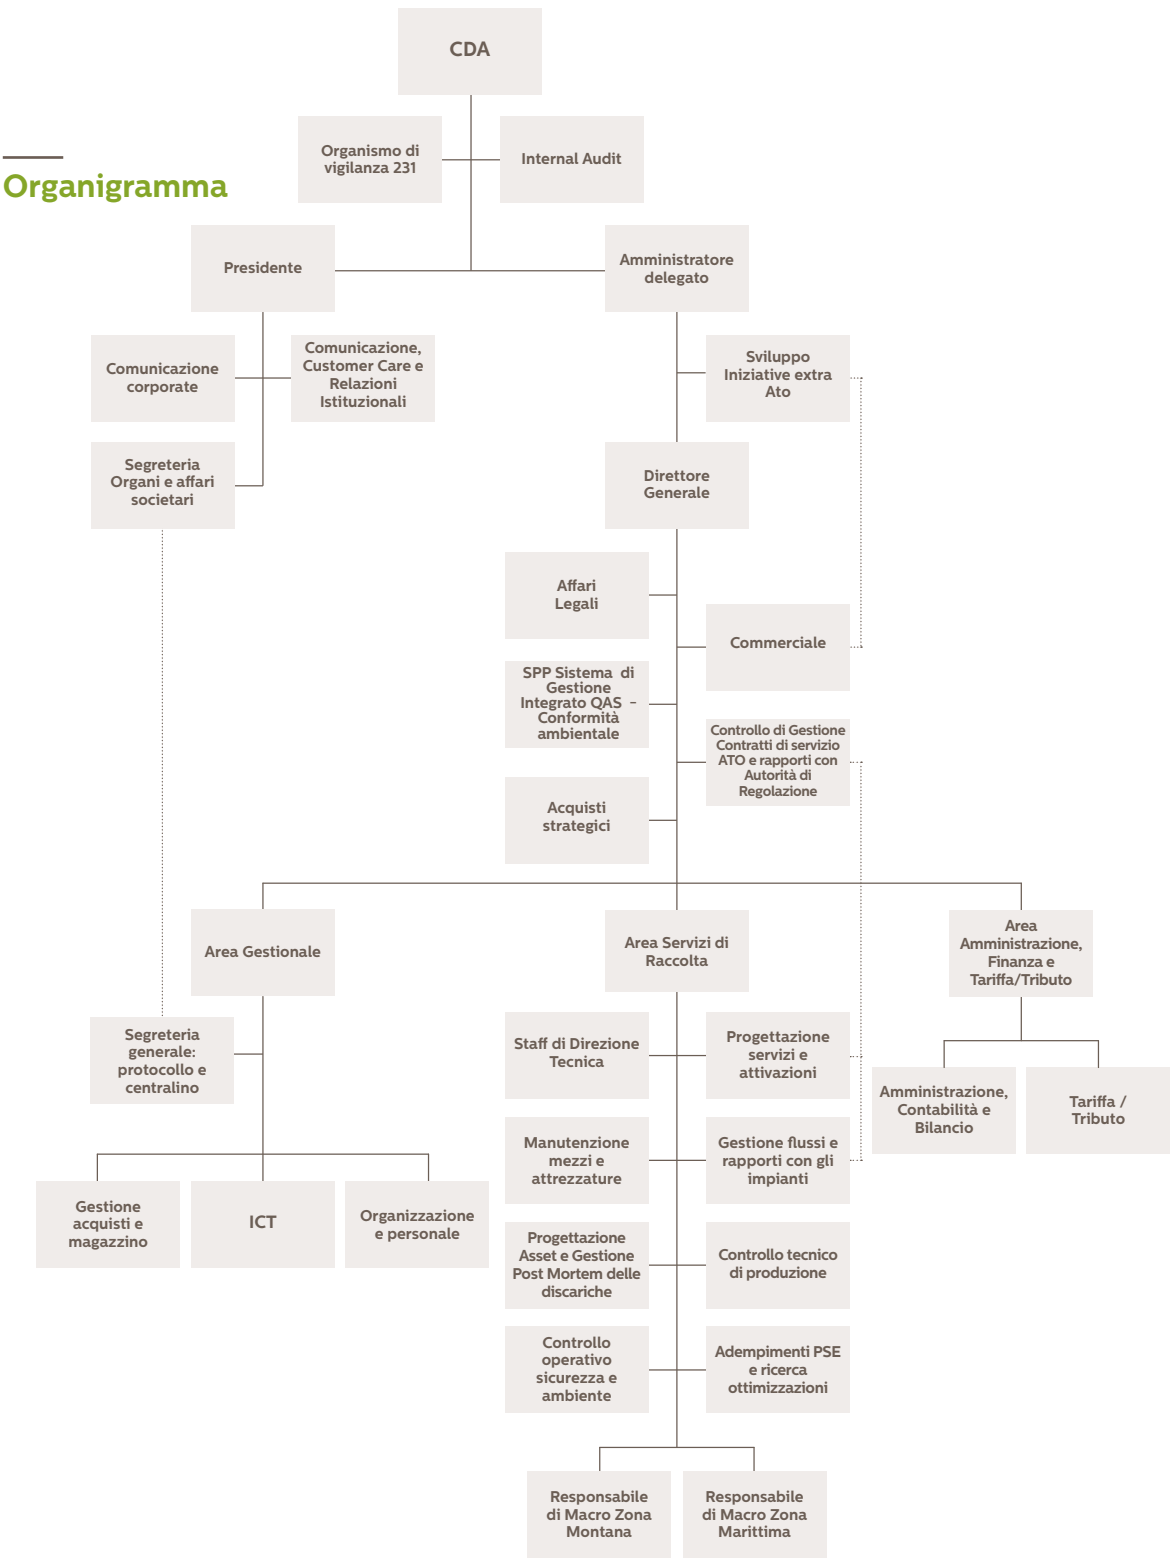 CDA
Organismo di
vigilanza 231
Internal Audit
Organigramma
Presidente
Amministratore
delegato
Comunicazione
corporate
Comunicazione,
Customer Care e
Relazioni
Istituzionali
Sviluppo
Iniziative extra
Ato
Segreteria
Organi e affari
societari
Direttore
Generale
Affari
Legali
Commerciale
SPP Sistema di
Gestione
Integrato QAS -
Conformità
ambientale
Controllo di Gestione
Contratti di servizio
ATO e rapporti con
Autorità di
Regolazione
Acquisti
strategici
Area Gestionale
Area Servizi di
Raccolta
Area
Amministrazione,
Finanza e
Tariffa/Tributo
Segreteria
generale:
protocollo e
centralino
Staff di Direzione
Tecnica
Progettazione
servizi e
attivazioni
Amministrazione,
Contabilità e
Bilancio
Tariffa /
Tributo
Manutenzione
mezzi e
attrezzature
Gestione flussi e
rapporti con gli
impianti
Gestione
acquisti e
magazzino
ICT
Organizzazione
e personale
Progettazione
Asset e Gestione
Post Mortem delle
discariche
Controllo tecnico
di produzione
Controllo
operativo
sicurezza e
ambiente
Adempimenti PSE
e ricerca
ottimizzazioni
Responsabile
di Macro Zona
Montana
Responsabile
di Macro Zona
Marittima